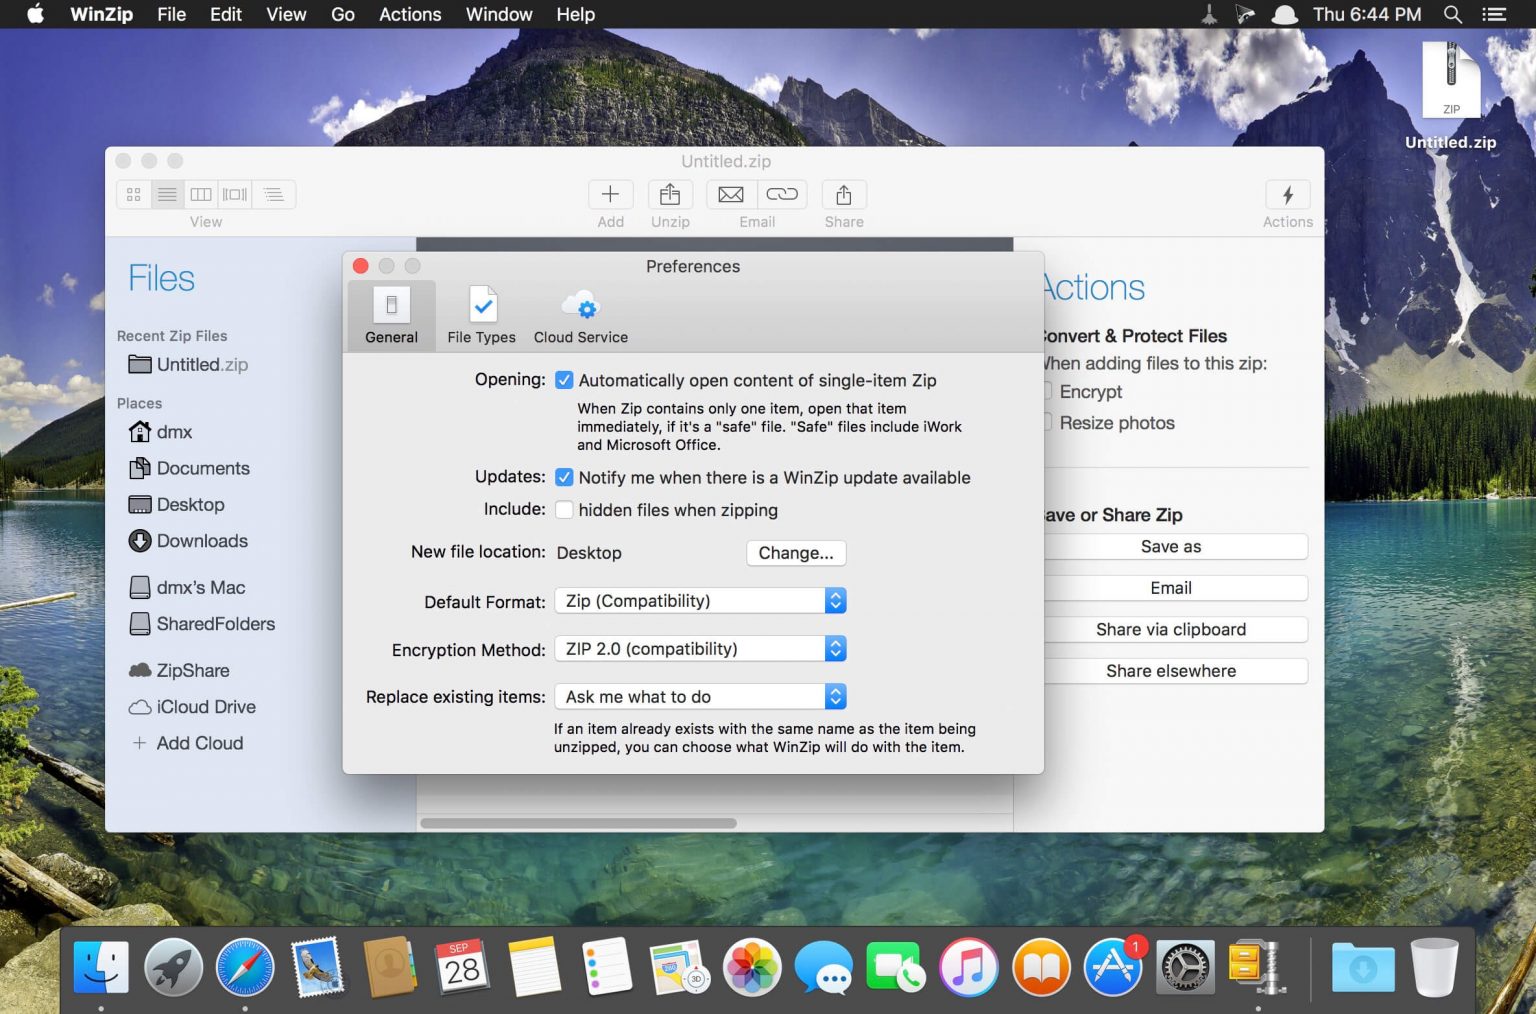 WinZip File Edit View Go Actions Window Help Thu 6:44 PM
ZIP
Untitled.zip
Untitled.zip
View Add Unzip Email Share Actions
Files
Recent Zip Files
Untitled.zip
Places
dmx
Documents
Desktop
Downloads
dmx's Mac
SharedFolders
ZipShare
iCloud Drive
Add Cloud
Preferences
General File Types Cloud Service
Opening: Automatically open content of single-item Zip
When Zip contains only one item, open that item
immediately, if it's a "safe" file. "Safe" files include iWork
and Microsoft Office.
Updates: Notify me when there is a WinZip update available
Include: hidden files when zipping
New file location: Desktop Change...
Default Format: Zip (Compatibility)
Encryption Method: ZIP 2.0 (compatibility)
Replace existing items: Ask me what to do
If an item already exists with the same name as the item being
unzipped, you can choose what WinZip will do with the item.
Actions
Convert & Protect Files
When adding files to this zip:
Encrypt
Resize photos
Save or Share Zip
Save as
Email
Share via clipboard
Share elsewhere
SEP
28
3D
1